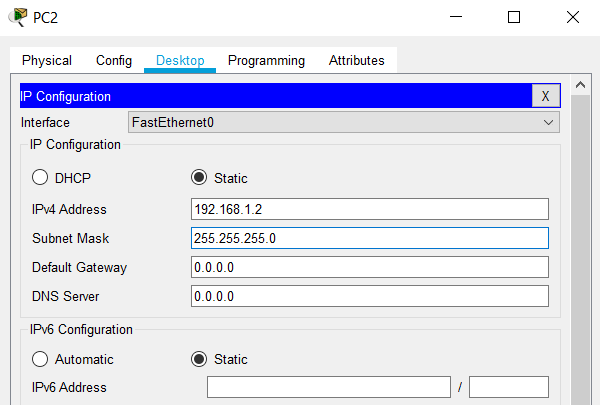 PC2
Physical Config Desktop Programming Attributes
IP Configuration X
Interface FastEthernet0
IP Configuration
DHCP Static
IPv4 Address 192.168.1.2
Subnet Mask 255.255.255.0
Default Gateway 0.0.0.0
DNS Server 0.0.0.0
IPv6 Configuration
Automatic Static
IPv6 Address /